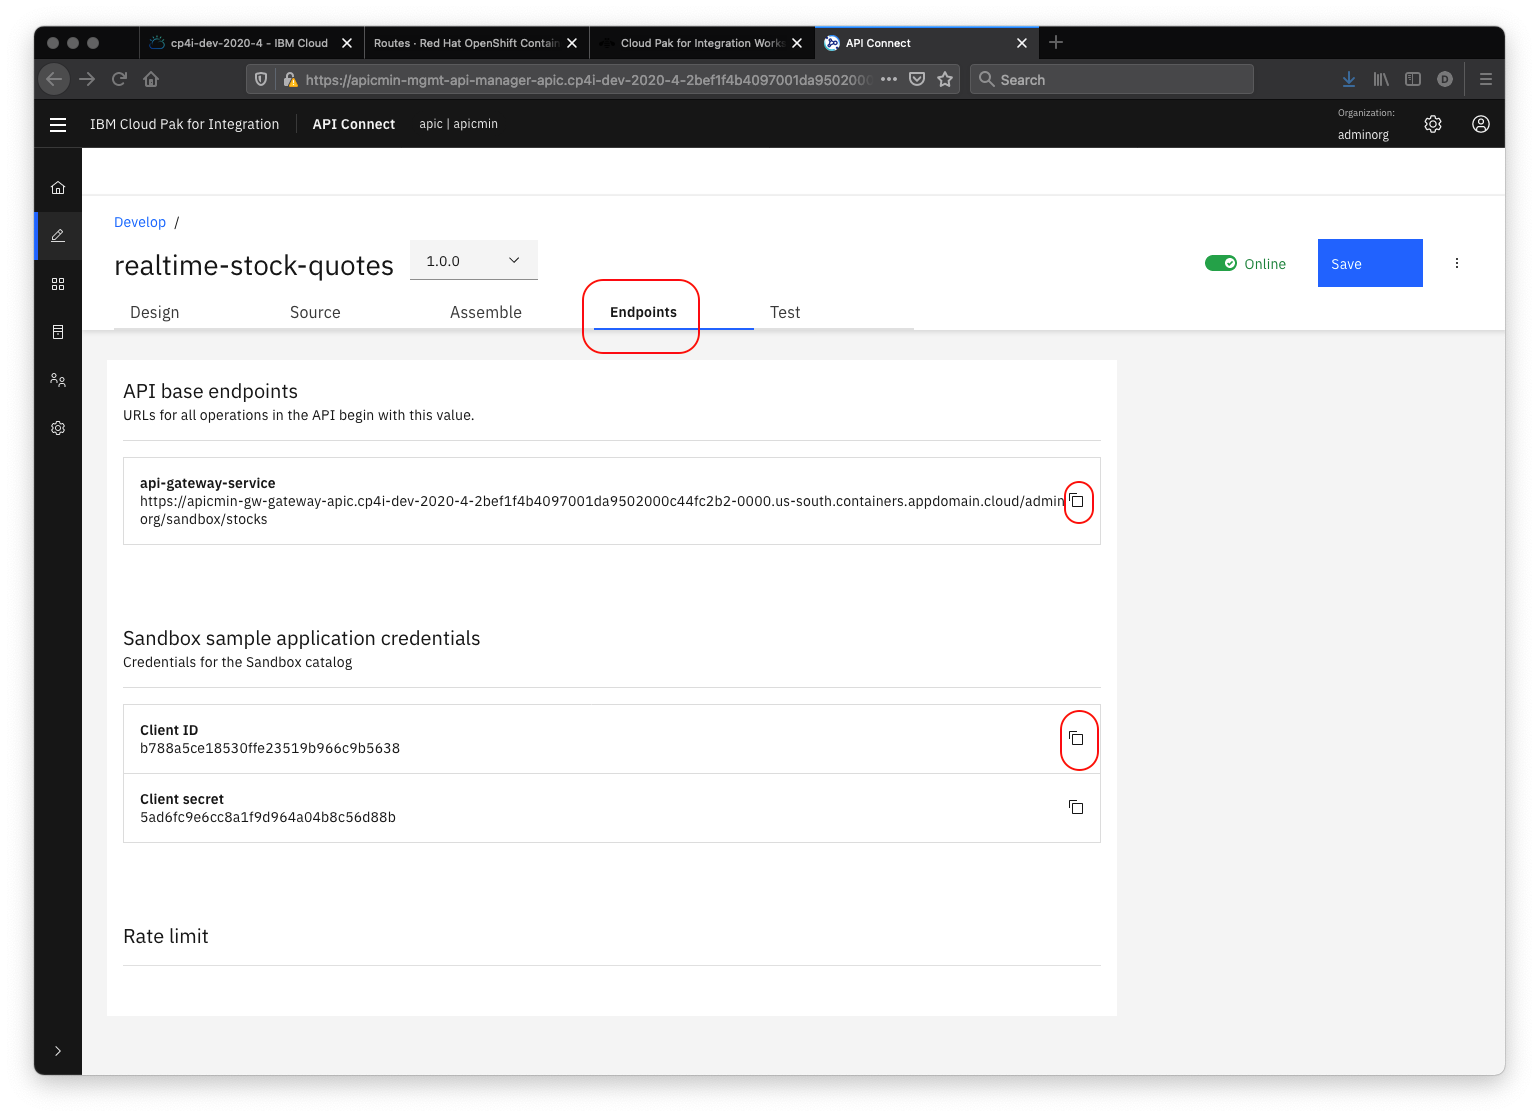 cp4i-dev-2020-4 - IBM Cloud
Routes · Red Hat OpenShift Contain
Cloud Pak for Integration Works
API Connect
https://apicmin-mgmt-api-manager-apic.cp4i-dev-2020-4-2bef1f4b4097001da9502000
Search
IBM Cloud Pak for Integration
API Connect
apic | apicmin
Organization:
adminorg
Develop /
realtime-stock-quotes
1.0.0
Online
Save
Design
Source
Assemble
Endpoints
Test
API base endpoints
URLs for all operations in the API begin with this value.
api-gateway-service
https://apicmin-gw-gateway-apic.cp4i-dev-2020-4-2bef1f4b4097001da9502000c44fc2b2-0000.us-south.containers.appdomain.cloud/admin
org/sandbox/stocks
Sandbox sample application credentials
Credentials for the Sandbox catalog
Client ID
b788a5ce18530ffe23519b966c9b5638
Client secret
5ad6fc9e6cc8a1f9d964a04b8c56d88b
Rate limit